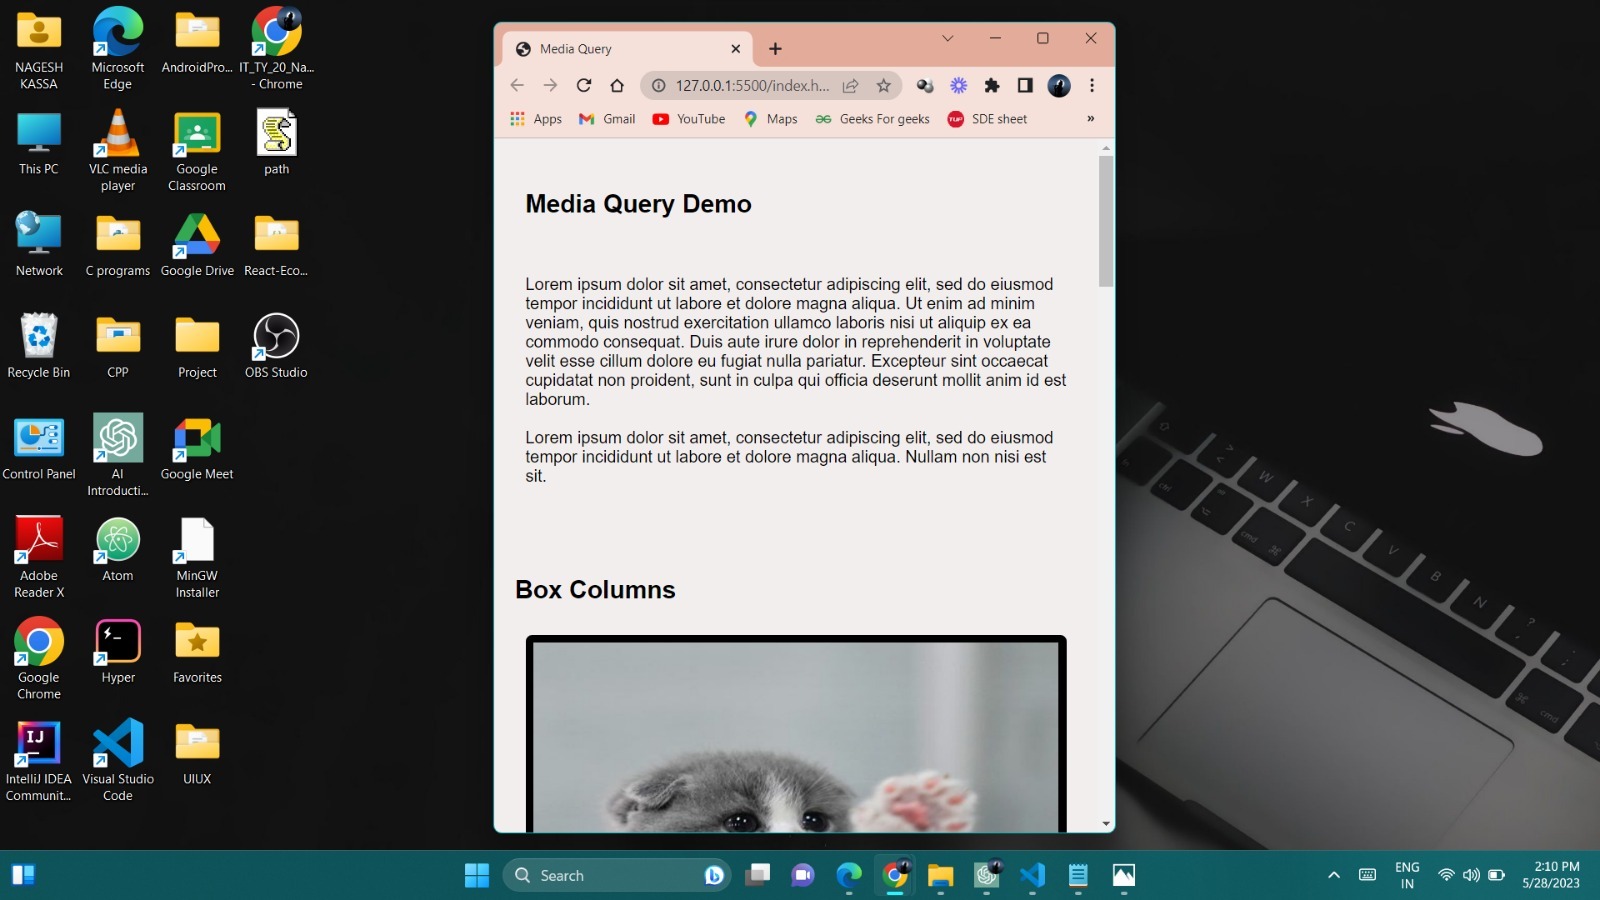 NAGESH
KASSA
Microsoft
Edge
AndroidPro...
IT_TY_20_Na...
- Chrome
This PC
VLC media
player
Google
Classroom
path
Network
C programs
Google Drive
React-Eco...
Recycle Bin
CPP
Project
OBS Studio
Control Panel
AI
Introducti...
Google Meet
Adobe
Reader X
Atom
MinGW
Installer
Google
Chrome
Hyper
Favorites
IJ
IntelliJ IDEA
Communit...
Visual Studio
Code
UIUX
Media Query
127.0.0.1:5500/index.h...
Apps
Gmail
YouTube
Maps
Geeks For geeks
TUF
SDE sheet
»
Media Query Demo
Lorem ipsum dolor sit amet, consectetur adipiscing elit, sed do eiusmod
tempor incididunt ut labore et dolore magna aliqua. Ut enim ad minim
veniam, quis nostrud exercitation ullamco laboris nisi ut aliquip ex ea
commodo consequat. Duis aute irure dolor in reprehenderit in voluptate
velit esse cillum dolore eu fugiat nulla pariatur. Excepteur sint occaecat
cupidatat non proident, sunt in culpa qui officia deserunt mollit anim id est
laborum.
Lorem ipsum dolor sit amet, consectetur adipiscing elit, sed do eiusmod
tempor incididunt ut labore et dolore magna aliqua. Nullam non nisi est
sit.
Box Columns
W
X
C
V
B
N
?
ctrl
cmd
cmd
Search
ENG
IN
2:10 PM
5/28/2023